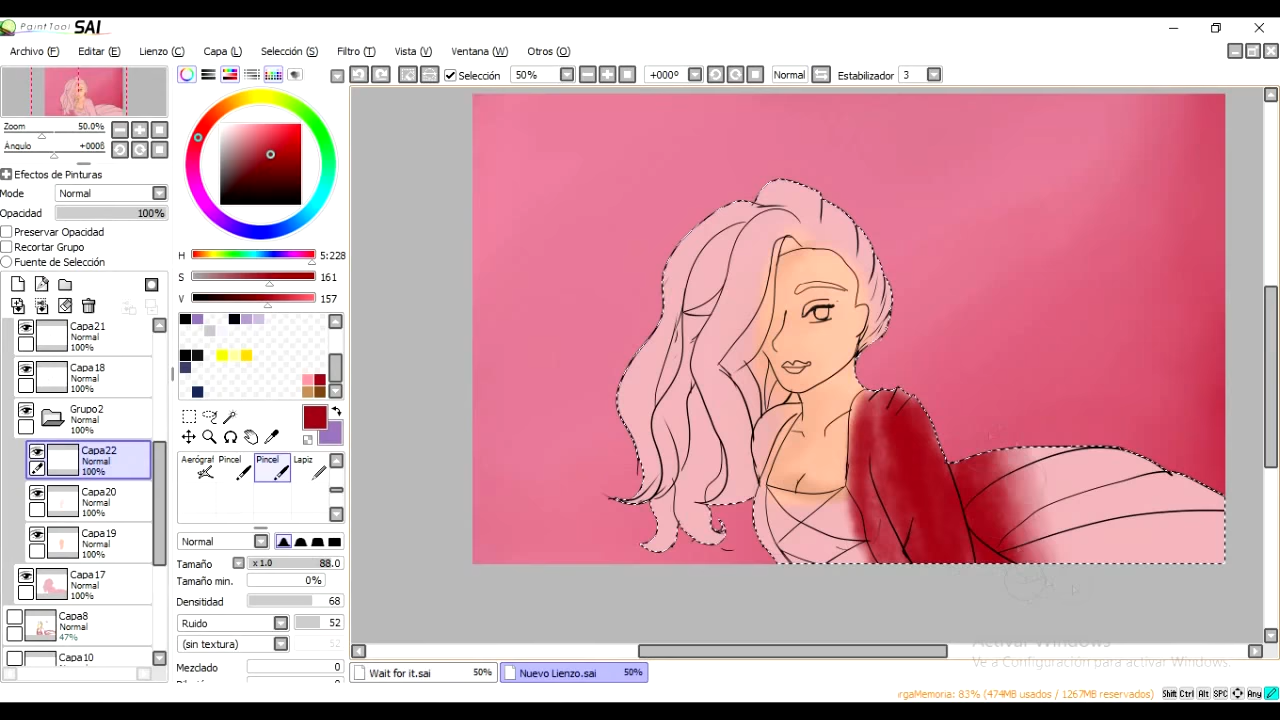 PaintTool SAI
Archivo (F) Editar (E) Lienzo (C) Capa (L) Selección (S) Filtro (T) Vista (V) Ventana (W) Otros (O)
Selección 50% +000° Normal Estabilizador 3
Zoom 50.0%
Ángulo +000ß
Efectos de Pinturas
Mode Normal
Opacidad 100%
Preservar Opacidad
Recortar Grupo
Fuente de Selección
Capa21
Normal
100%
Capa18
Normal
100%
Grupo2
Normal
100%
Capa22
Normal
100%
Capa20
Normal
100%
Capa19
Normal
100%
Capa17
Normal
100%
Capa8
Normal
47%
Capa10
Normal
H 5:228
S 161
V 157
Aerógraf Pincel Pincel Lapiz
Normal
Tamaño x 1.0 88.0
Tamaño min. 0%
Densitidad 68
Ruido 52
(sin textura) 52
Mezclado 0
Activar Windows
Ve a Configuración para activar Windows.
Wait for it.sai 50% Nuevo Lienzo.sai 50%
rgaMemoria: 83% (474MB usados / 1267MB reservados) Shift Ctrl Alt SPC Any